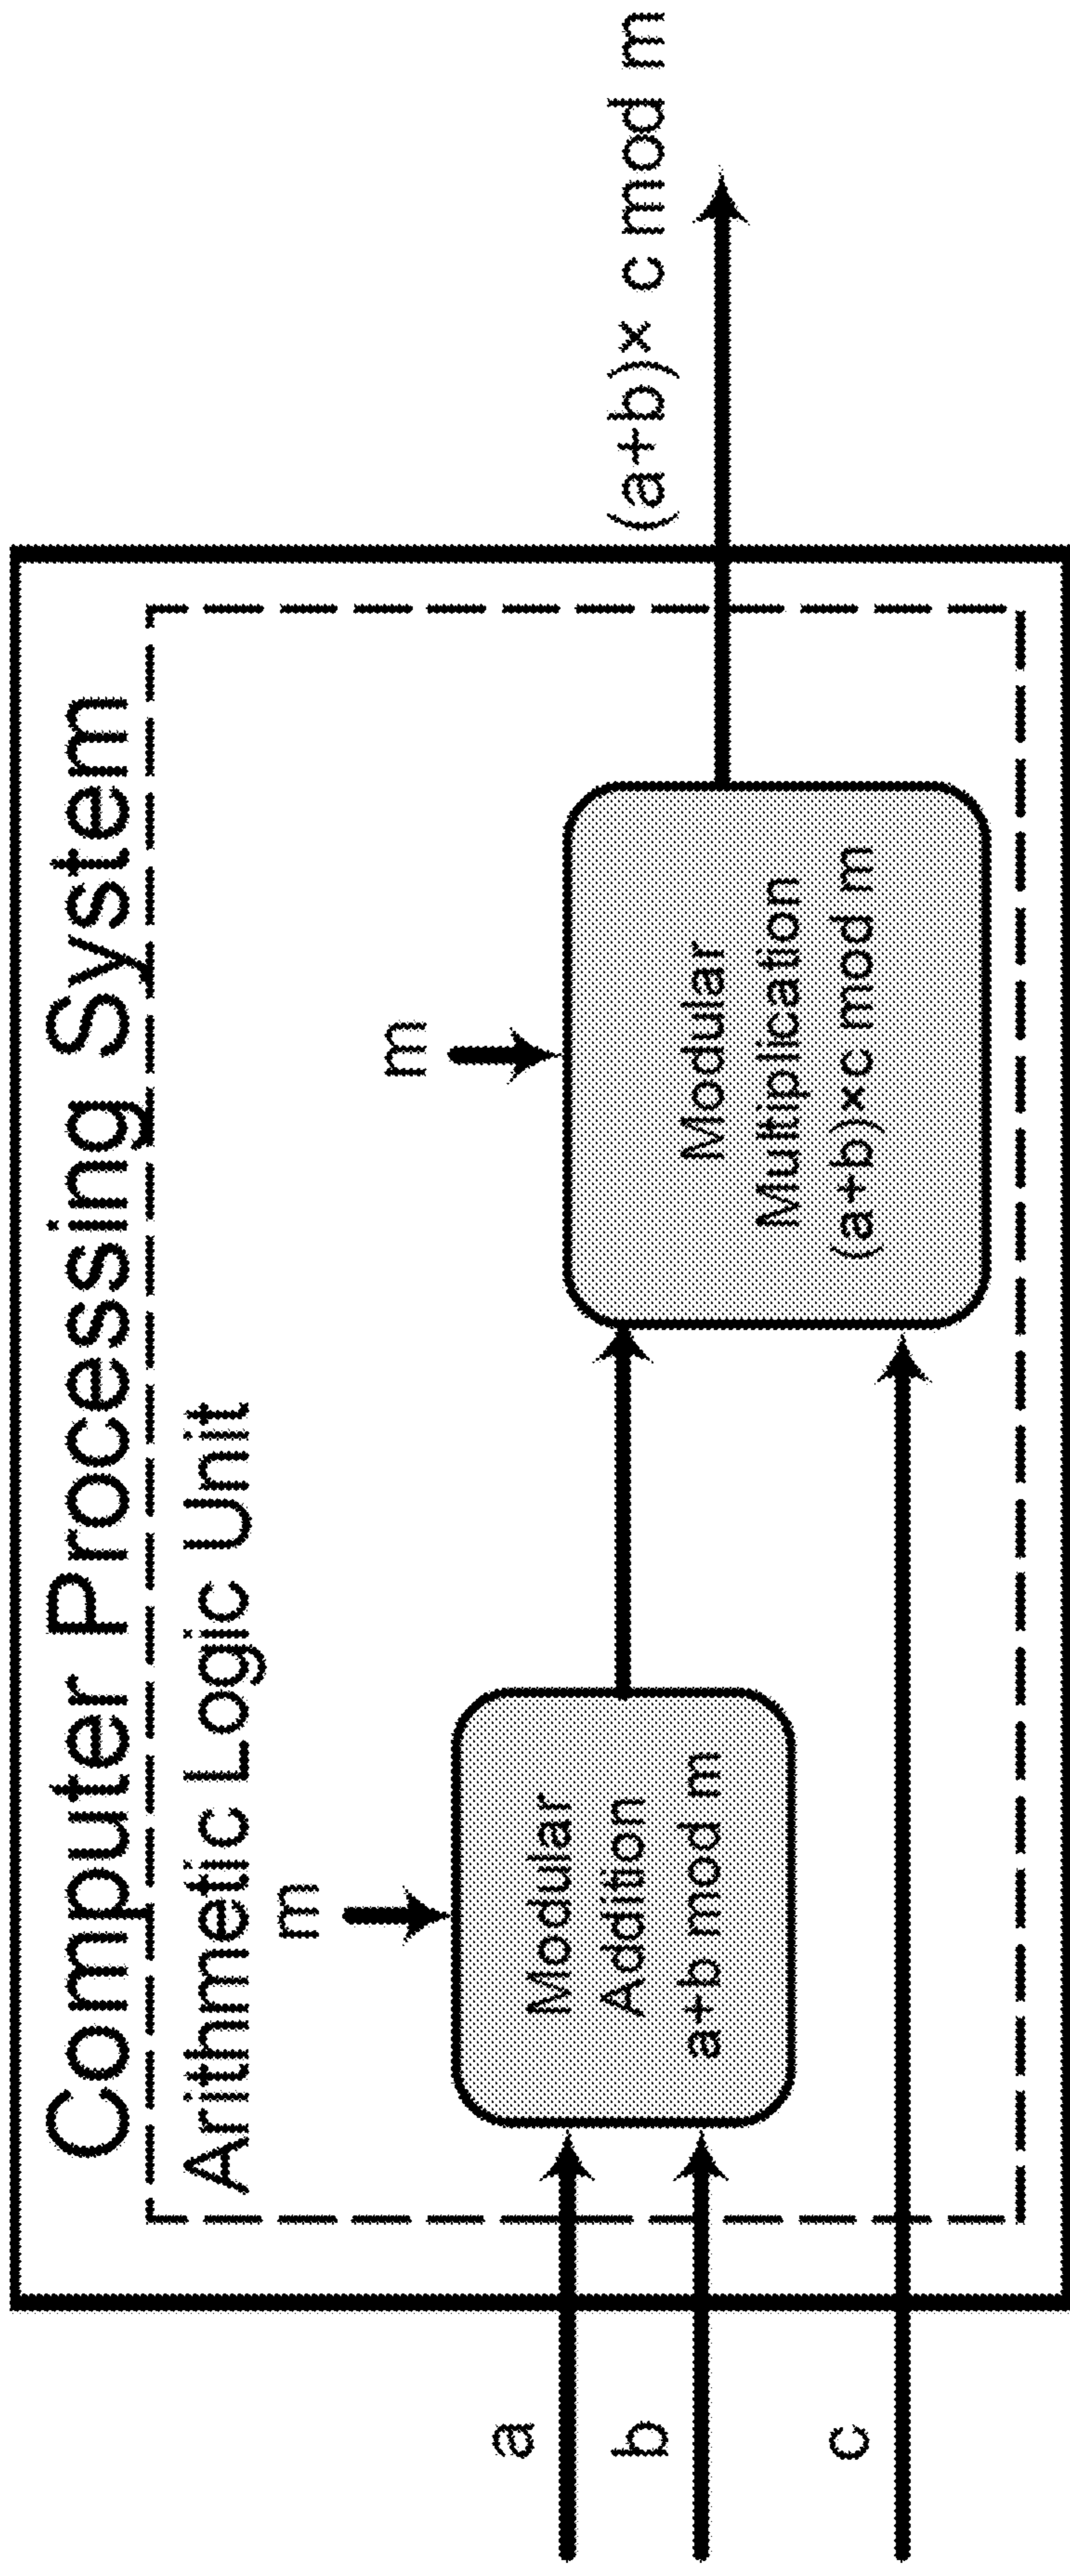 Computer Processing System
Arithmetic Logic Unit
m
m
a
b
c
Modular
Addition
a+b mod m
Modular
Multiplication
(a+b)×c mod m
(a+b)× c mod m